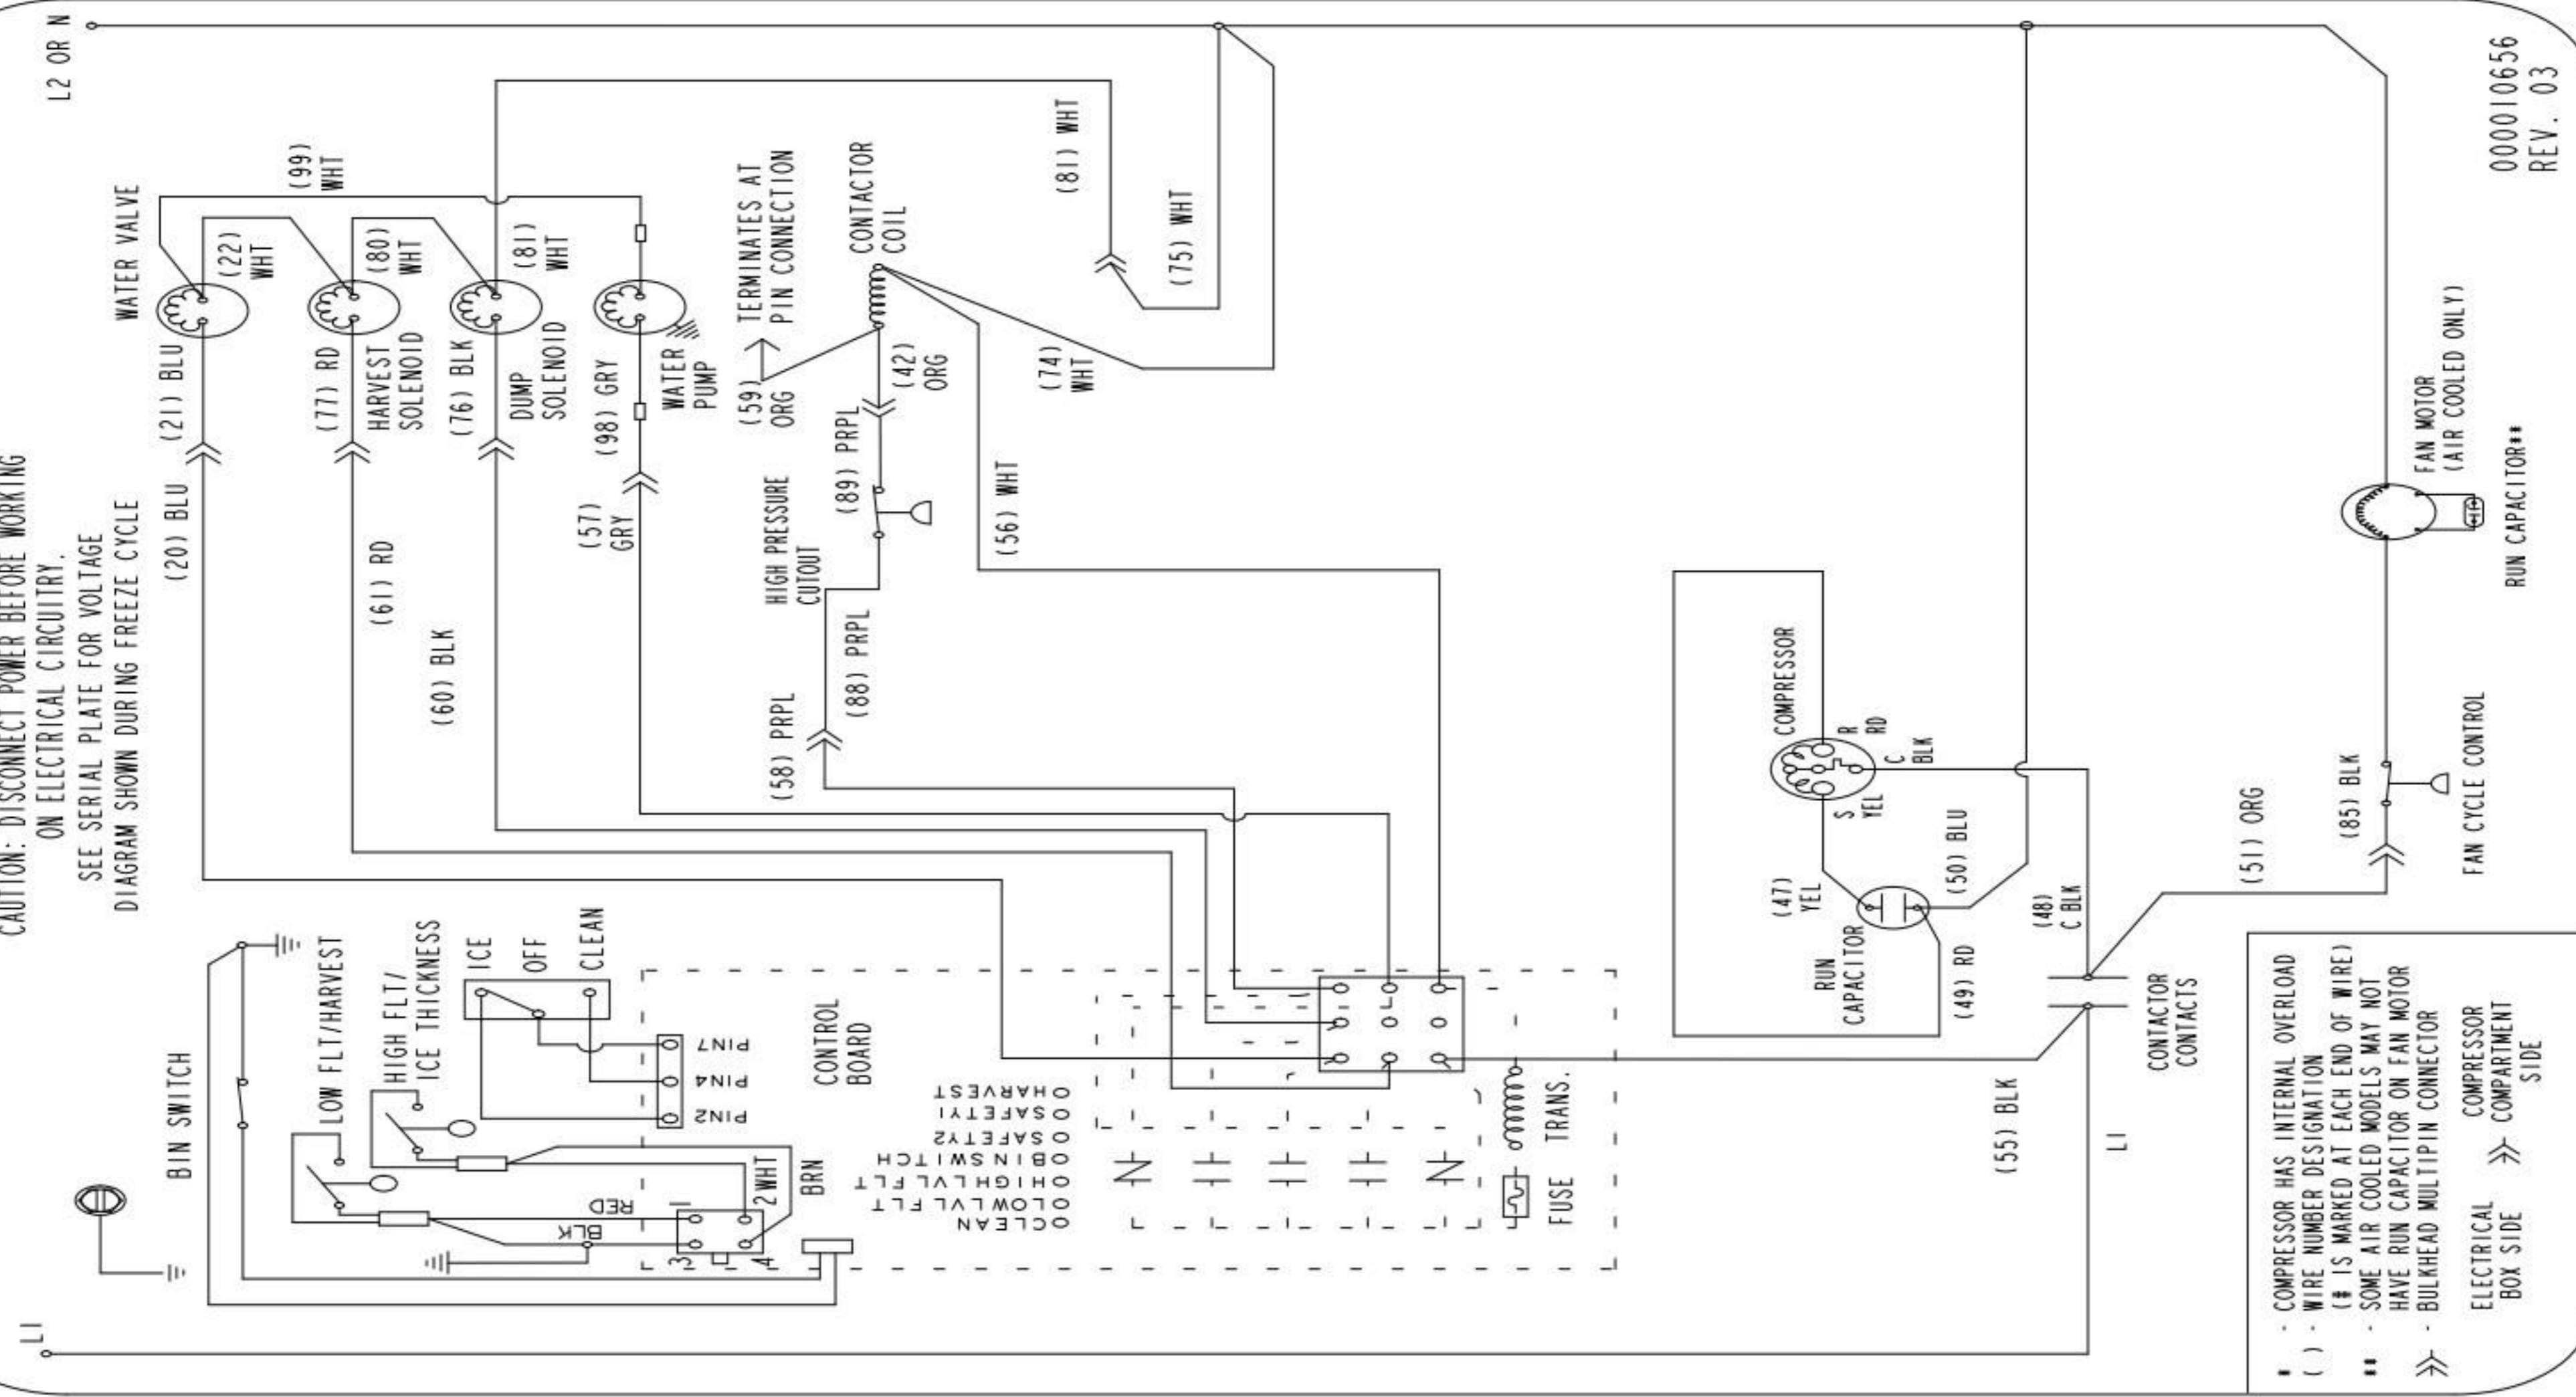 CAUTION: DISCONNECT POWER BEFORE WORKING
ON ELECTRICAL CIRCUITRY.
SEE SERIAL PLATE FOR VOLTAGE
DIAGRAM SHOWN DURING FREEZE CYCLE
L1
L2 OR N
WATER VALVE
(20) BLU
(21) BLU
(22)
WHT
(99)
WHT
(61) RD
(77) RD
HARVEST
SOLENOID
(80)
WHT
(60) BLK
(76) BLK
DUMP
SOLENOID
(81)
WHT
(57)
GRY
(98) GRY
WATER
PUMP
BIN SWITCH
LOW FLT/HARVEST
HIGH FLT/
ICE THICKNESS
ICE
OFF
CLEAN
RED
BLK
1
2 WHT
3
4
BRN
PIN2
PIN4
PIN7
CONTROL
BOARD
CLEAN
LOW LVL FLT
HIGH LVL FLT
BIN SWITCH
SAFETY2
SAFETY1
HARVEST
FUSE
TRANS.
(59)
ORG
TERMINATES AT
PIN CONNECTION
HIGH PRESSURE
CUTOUT
(58) PRPL
(88) PRPL
(89) PRPL
(42)
ORG
CONTACTOR
COIL
(56) WHT
(74)
WHT
(81) WHT
(75) WHT
COMPRESSOR
R
RD
C
BLK
S
YEL
(47)
YEL
RUN
CAPACITOR
(50) BLU
(49) RD
(48)
C BLK
(55) BLK
L1
CONTACTOR
CONTACTS
(51) ORG
(85) BLK
FAN CYCLE CONTROL
FAN MOTOR
(AIR COOLED ONLY)
RUN CAPACITOR**
* - COMPRESSOR HAS INTERNAL OVERLOAD
( ) - WIRE NUMBER DESIGNATION
(# IS MARKED AT EACH END OF WIRE)
** - SOME AIR COOLED MODELS MAY NOT
HAVE RUN CAPACITOR ON FAN MOTOR
- BULKHEAD MULTIPIN CONNECTOR
ELECTRICAL
BOX SIDE
COMPRESSOR
COMPARTMENT
SIDE
000010656
REV. 03